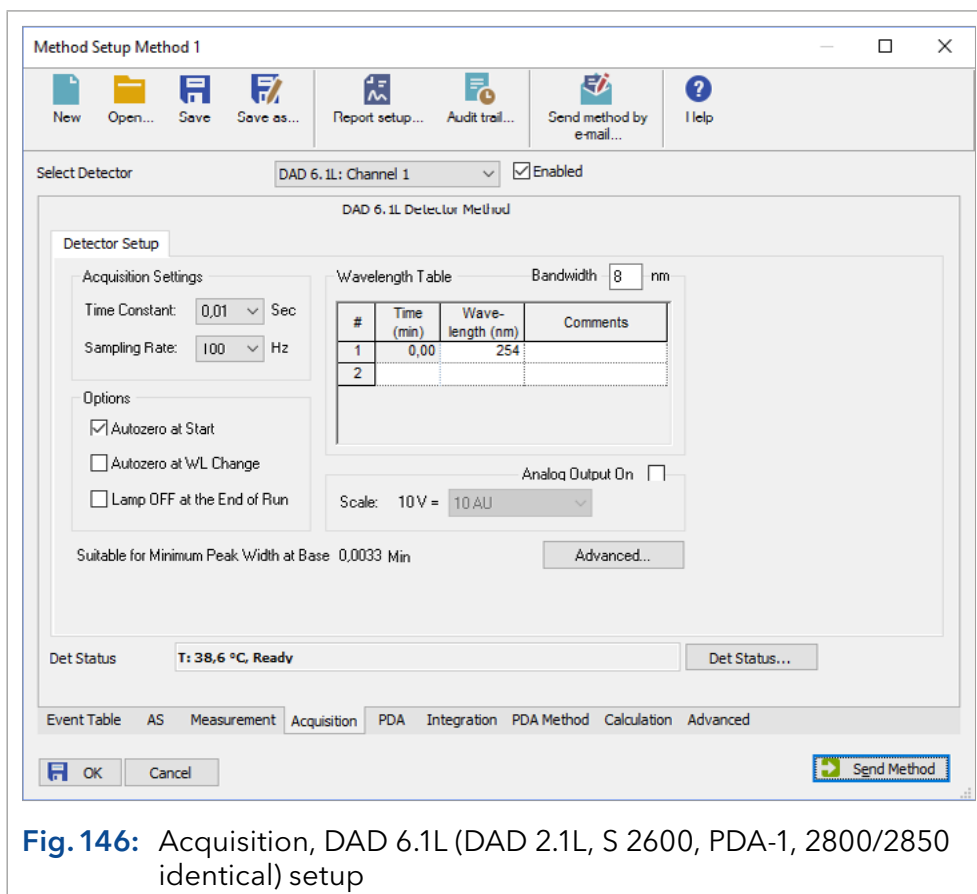 Method Setup Method 1
New Open... Save Save as... Report setup... Audit trail... Send method by e-mail... Help
Select Detector DAD 6.1L: Channel 1 Enabled
DAD 6.1L Detector Method
Detector Setup
Acquisition Settings
Time Constant: 0,01 Sec
Sampling Rate: 100 Hz
Options
Autozero at Start
Autozero at WL Change
Lamp OFF at the End of Run
Wavelength Table Bandwidth 8 nm
# Time (min) Wave-length (nm) Comments
1 0,00 254
2
Analog Output On
Scale: 10 V = 10 AU
Suitable for Minimum Peak Width at Base 0,0033 Min Advanced...
Det Status T: 38,6 °C, Ready Det Status...
Event Table AS Measurement Acquisition PDA Integration PDA Method Calculation Advanced
OK Cancel Send Method
Fig. 146: Acquisition, DAD 6.1L (DAD 2.1L, S 2600, PDA-1, 2800/2850
identical) setup